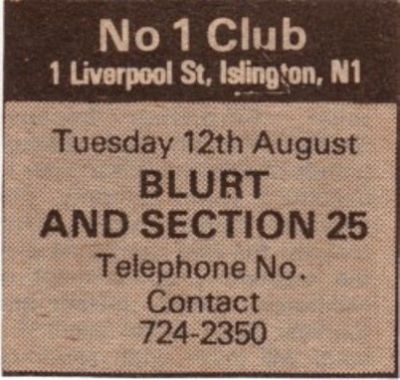 No 1 Club
1 Liverpool St, Islington, N1
Tuesday 12th August
BLURT
AND SECTION 25
Telephone No.
Contact
724-2350